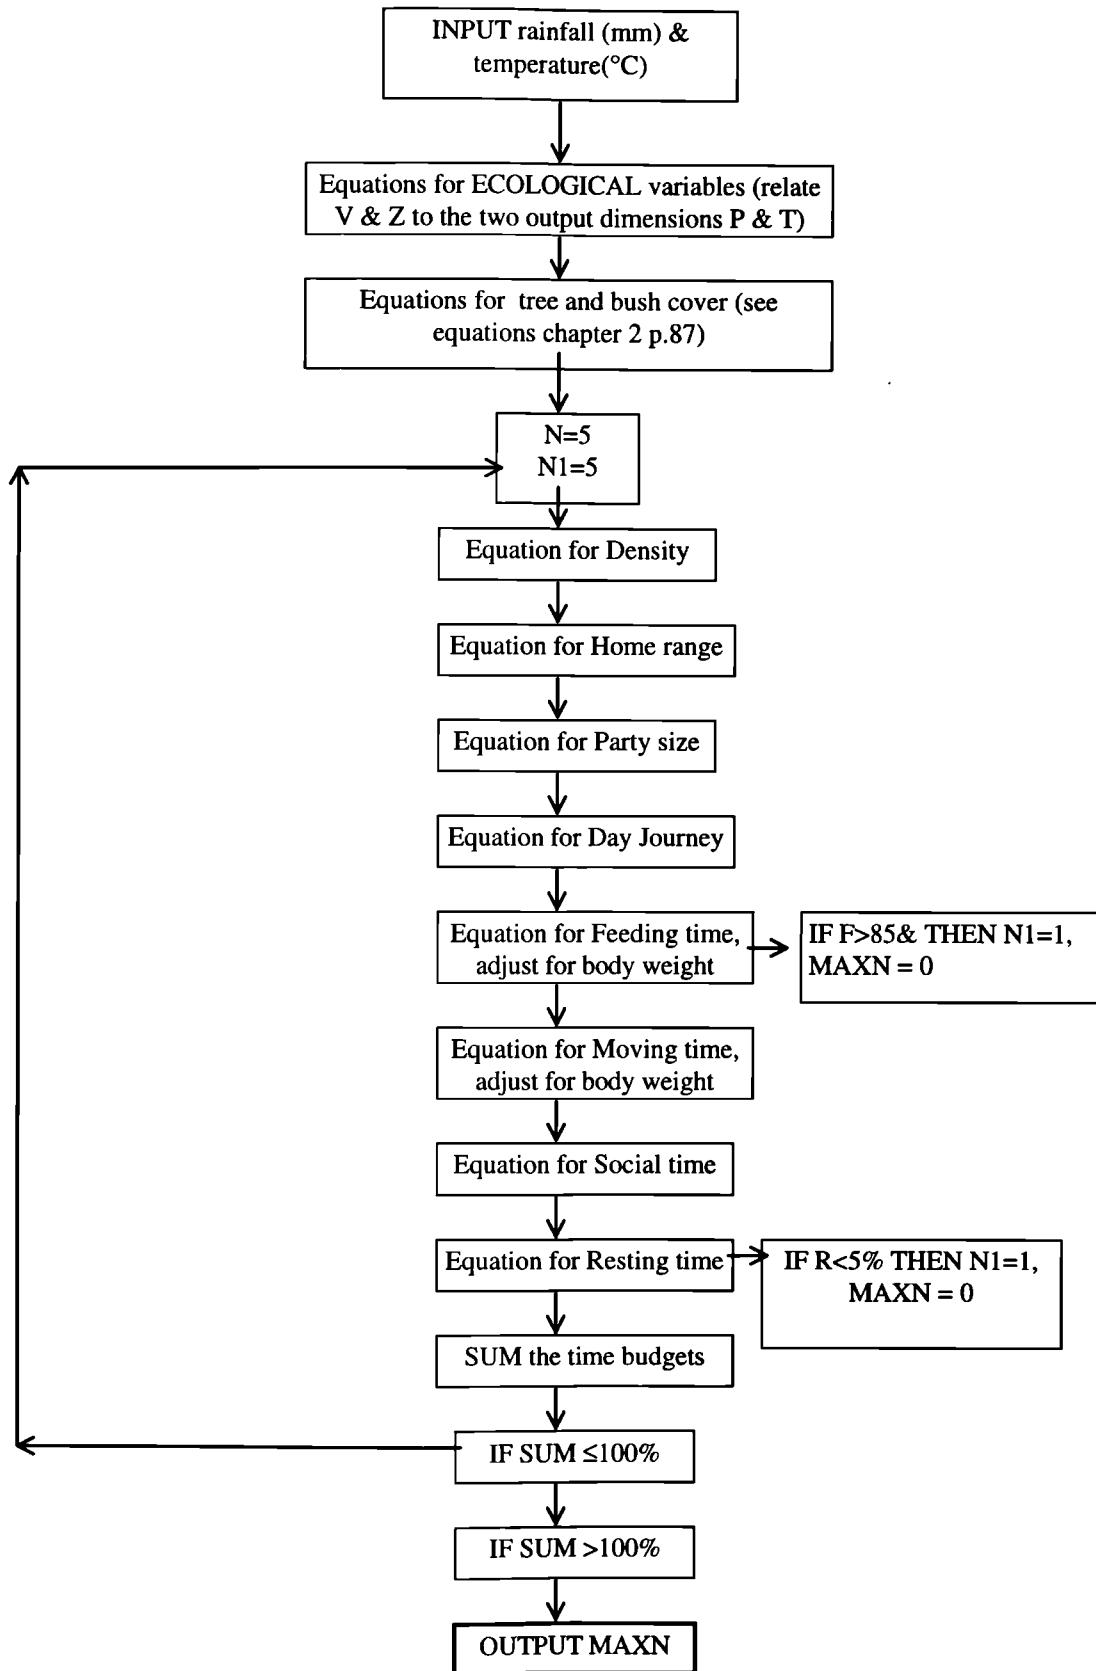 INPUT rainfall (mm) &
temperature(°C)
Equations for ECOLOGICAL variables (relate
V & Z to the two output dimensions P & T)
Equations for tree and bush cover (see
equations chapter 2 p.87)
N=5
N1=5
Equation for Density
Equation for Home range
Equation for Party size
Equation for Day Journey
Equation for Feeding time,
adjust for body weight
IF F>85& THEN N1=1,
MAXN = 0
Equation for Moving time,
adjust for body weight
Equation for Social time
Equation for Resting time
IF R<5% THEN N1=1,
MAXN = 0
SUM the time budgets
IF SUM ≤100%
IF SUM >100%
OUTPUT MAXN